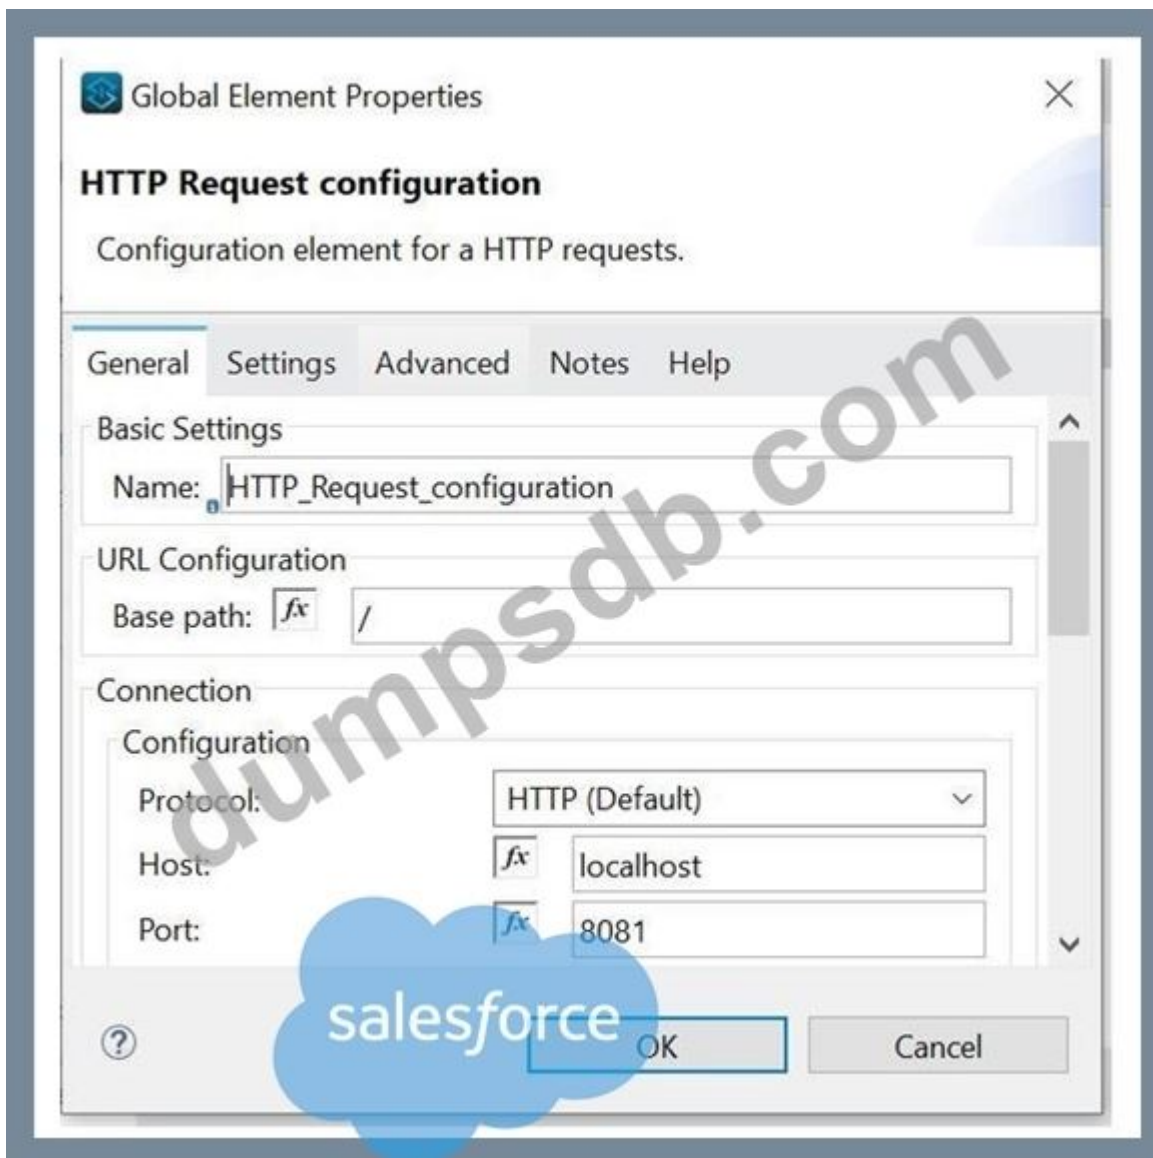 Global Element Properties
HTTP Request configuration
Configuration element for a HTTP requests.
General Settings Advanced Notes Help
Basic Settings
Name: HTTP_Request_configuration
URL Configuration
Base path: fx /
Connection
Configuration
Protocol: HTTP (Default)
Host: fx localhost
Port: fx 8081
dumpsdb.com
salesforce
? OK Cancel